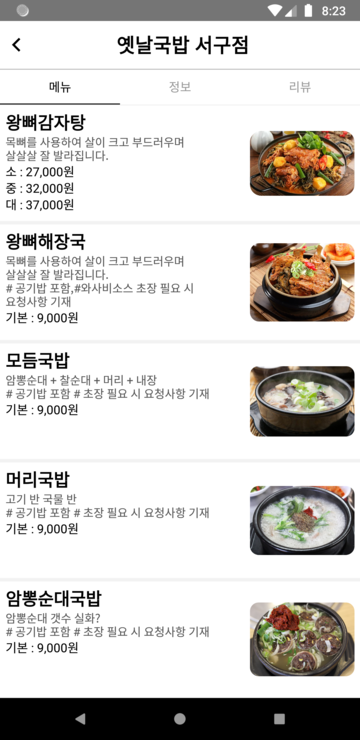 8:23
옛날국밥 서구점
메뉴 정보 리뷰
왕뼈감자탕
목뼈를 사용하여 살이 크고 부드러우며
살살살 잘 발라집니다.
소 : 27,000원
중 : 32,000원
대 : 37,000원
왕뼈해장국
목뼈를 사용하여 살이 크고 부드러우며
살살살 잘 발라집니다.
# 공기밥 포함,#와사비소스 초장 필요 시
요청사항 기재
기본 : 9,000원
모듬국밥
암뽕순대 + 찰순대 + 머리 + 내장
# 공기밥 포함 # 초장 필요 시 요청사항 기재
기본 : 9,000원
머리국밥
고기 반 국물 반
# 공기밥 포함 # 초장 필요 시 요청사항 기재
기본 : 9,000원
암뽕순대국밥
암뽕순대 갯수 실화?
# 공기밥 포함 # 초장 필요 시 요청사항 기재
기본 : 9,000원